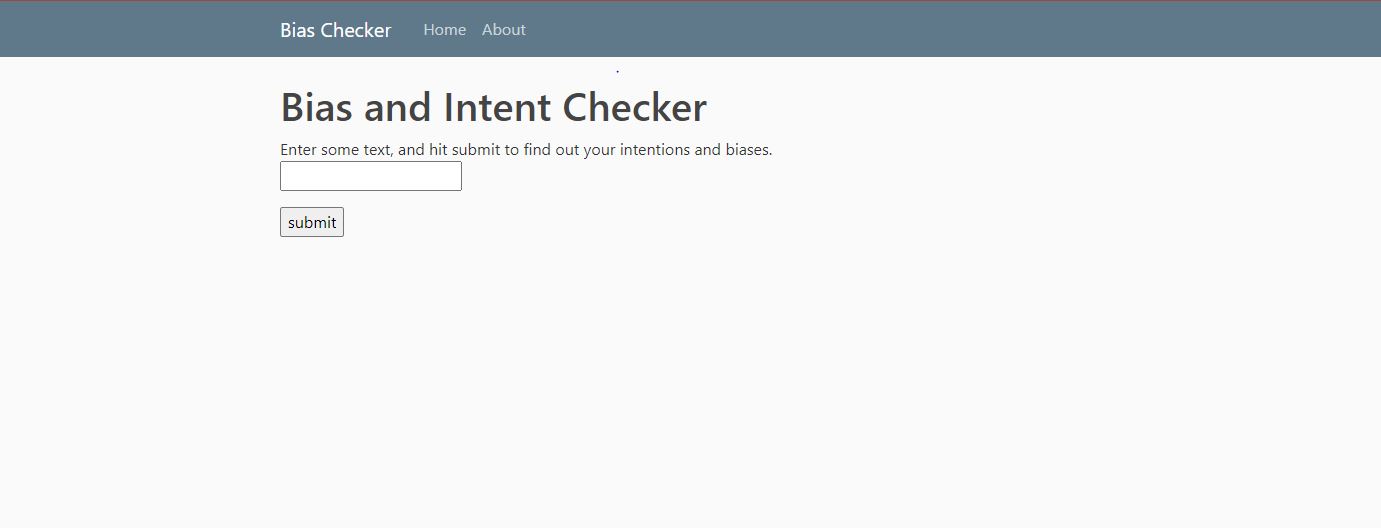 Bias Checker Home About
Bias and Intent Checker
Enter some text, and hit submit to find out your intentions and biases.
submit